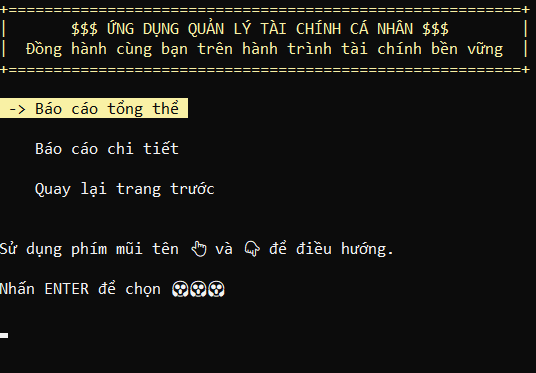 +=========================================================+
| $$$ ỨNG DỤNG QUẢN LÝ TÀI CHÍNH CÁ NHÂN $$$ |
| Đồng hành cùng bạn trên hành trình tài chính bền vững |
+=========================================================+
-> Báo cáo tổng thể
Báo cáo chi tiết
Quay lại trang trước
Sử dụng phím mũi tên 👆 và 👇 để điều hướng.
Nhấn ENTER để chọn 💀💀💀